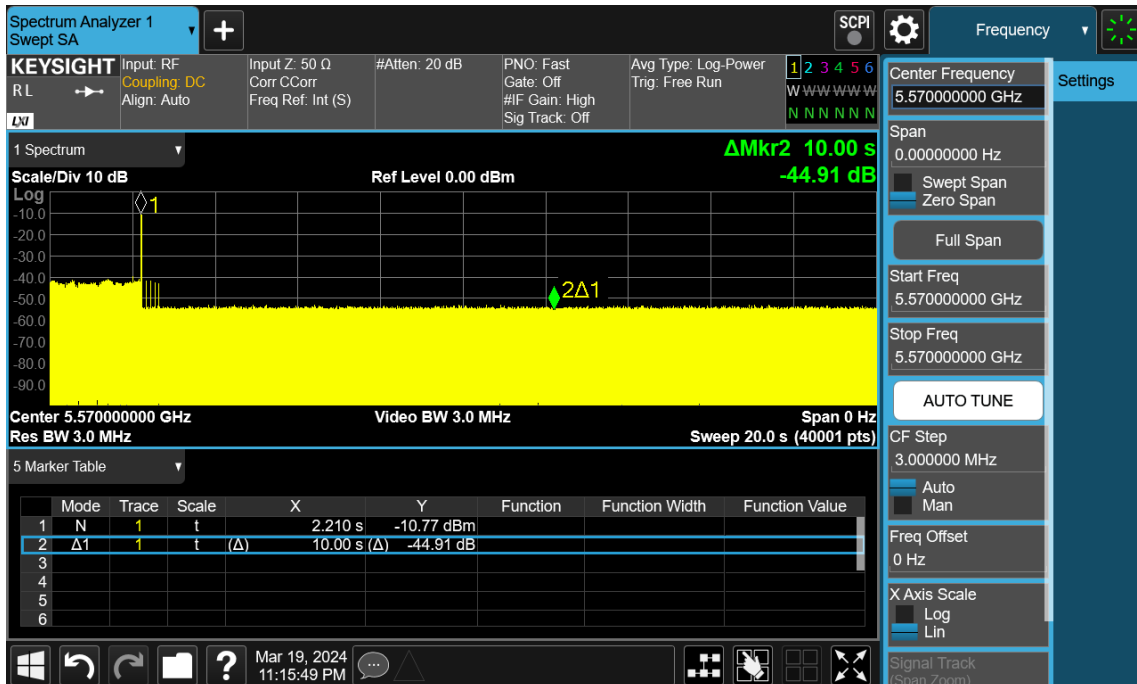 Spectrum Analyzer 1
Swept SA
+
SCPI
Frequency
KEYSIGHT
RL
LXI
Input: RF
Coupling: DC
Align: Auto
Input Z: 50 Ω
Corr CCorr
Freq Ref: Int (S)
#Atten: 20 dB
PNO: Fast
Gate: Off
#IF Gain: High
Sig Track: Off
Avg Type: Log-Power
Trig: Free Run
1 2 3 4 5 6
W W W W W W
N N N N N N
1 Spectrum
ΔMkr2 10.00 s
Scale/Div 10 dB
Ref Level 0.00 dBm
-44.91 dB
Log
-10.0
-20.0
-30.0
-40.0
-50.0
-60.0
-70.0
-80.0
-90.0
1
2Δ1
Center 5.570000000 GHz
Video BW 3.0 MHz
Span 0 Hz
Res BW 3.0 MHz
Sweep 20.0 s (40001 pts)
5 Marker Table
Mode Trace Scale X Y Function Function Width Function Value
1 N 1 t 2.210 s -10.77 dBm
2 Δ1 1 t (Δ) 10.00 s (Δ) -44.91 dB
3
4
5
6
Mar 19, 2024
11:15:49 PM
Center Frequency
5.570000000 GHz
Span
0.00000000 Hz
Swept Span
Zero Span
Full Span
Start Freq
5.570000000 GHz
Stop Freq
5.570000000 GHz
AUTO TUNE
CF Step
3.000000 MHz
Auto
Man
Freq Offset
0 Hz
X Axis Scale
Log
Lin
Signal Track
(Span Zoom)
Settings